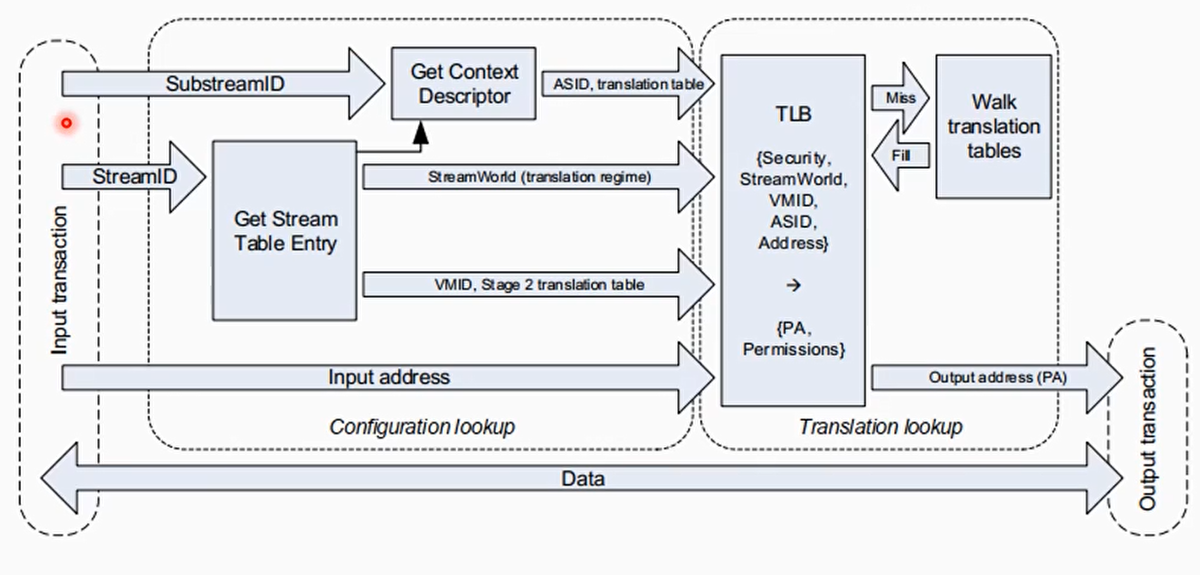 SubstreamID
Get Context
Descriptor
ASID, translation table
StreamID
Get Stream
Table Entry
StreamWorld (translation regime)
VMID, Stage 2 translation table
Input address
Configuration lookup
TLB
{Security,
StreamWorld,
VMID,
ASID,
Address}
→
{PA,
Permissions}
Miss
Fill
Walk
translation
tables
Output address (PA)
Translation lookup
Data
Input transaction
Output transaction